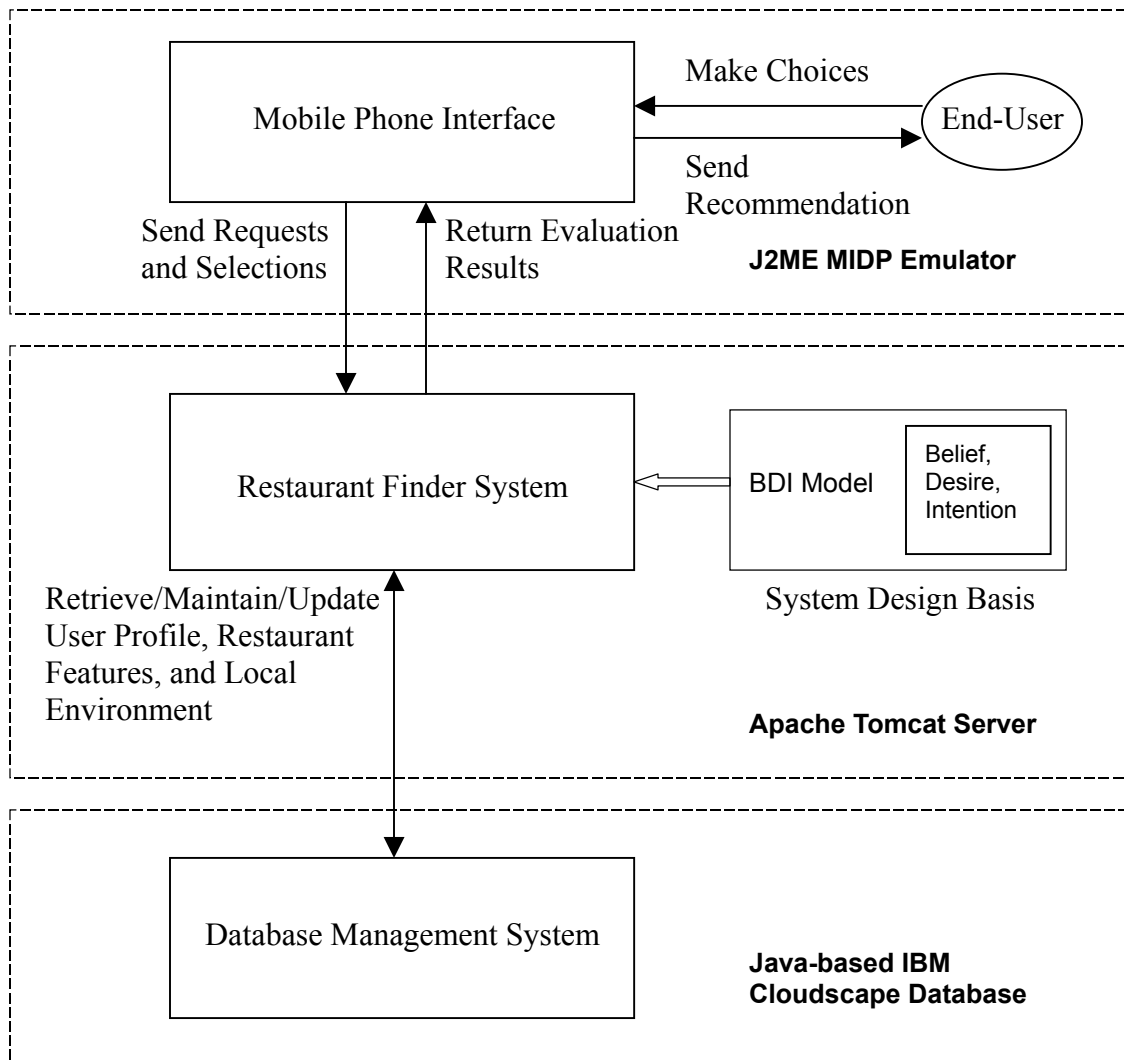 Make Choices
Mobile Phone Interface
End-User
Send
Recommendation
Send Requests
and Selections
Return Evaluation
Results
J2ME MIDP Emulator
Restaurant Finder System
BDI Model
Belief,
Desire,
Intention
System Design Basis
Retrieve/Maintain/Update
User Profile, Restaurant
Features, and Local
Environment
Apache Tomcat Server
Database Management System
Java-based IBM
Cloudscape Database